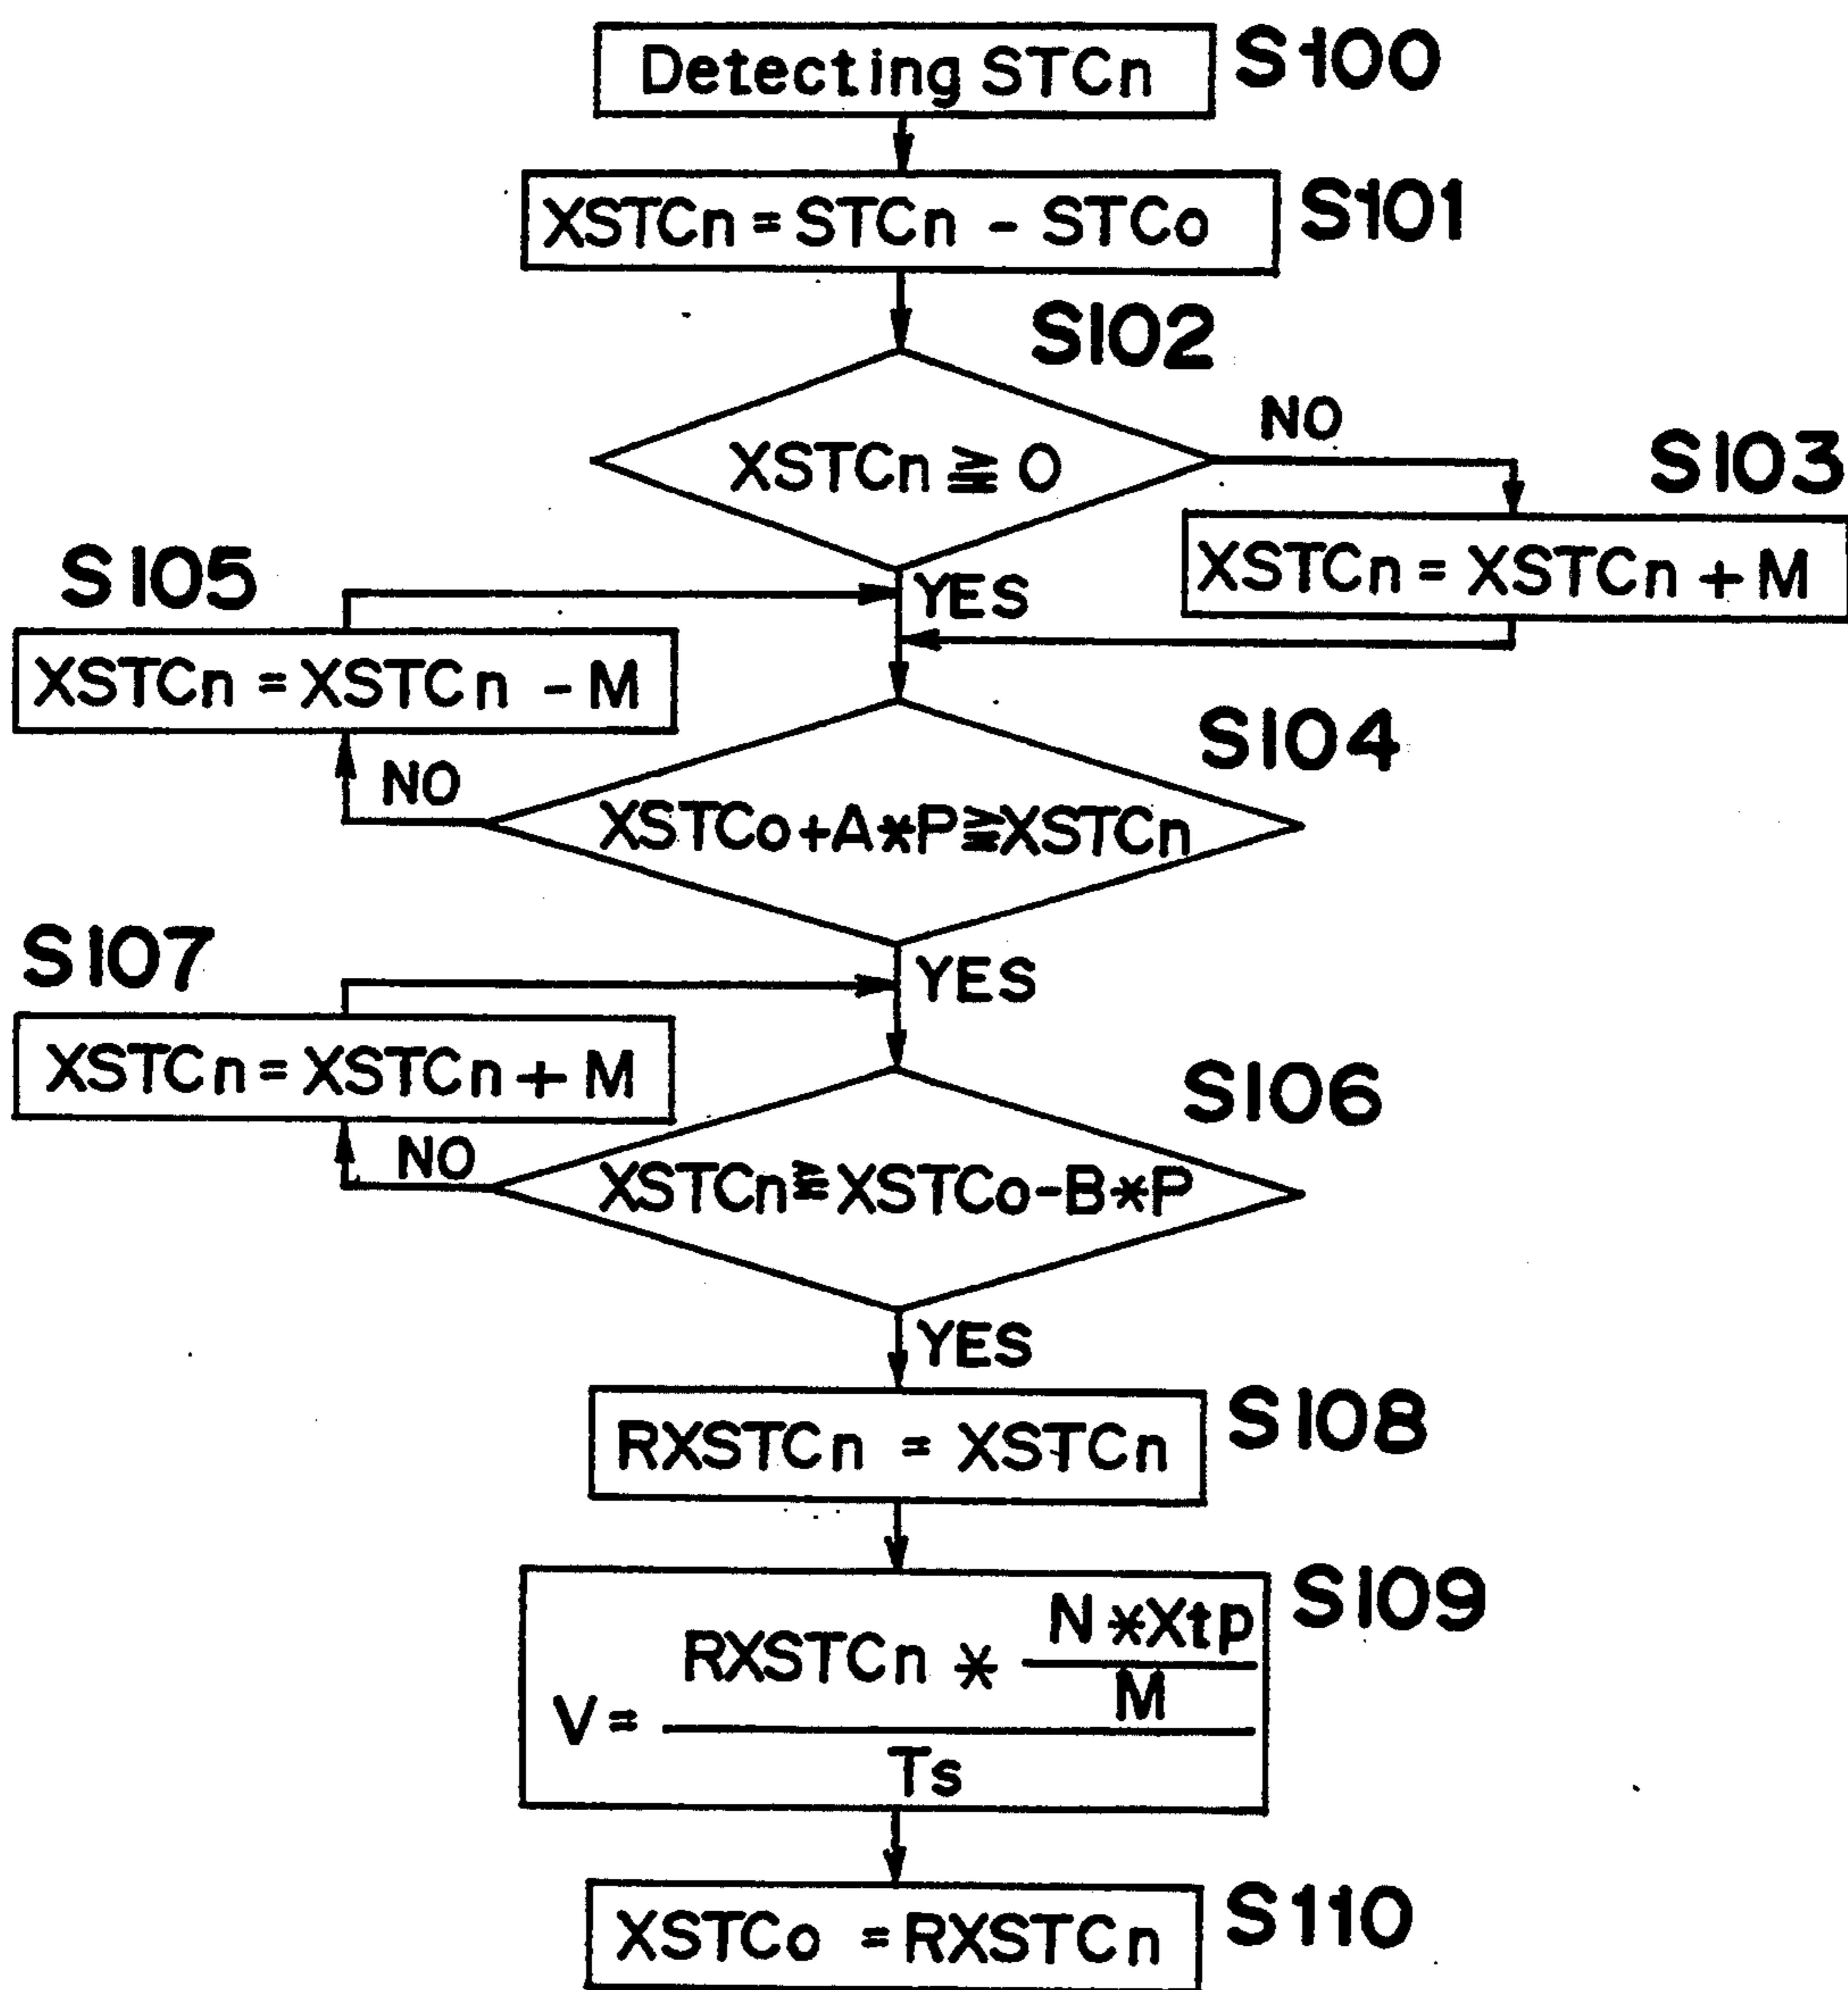 Detecting STCn S100
XSTCn = STCn - STCo S101
S102
XSTCn ≧ 0
NO
S103
XSTCn = XSTCn + M
YES
S105
XSTCn = XSTCn - M
S104
NO
XSTCo+A*P≧XSTCn
YES
S107
XSTCn = XSTCn + M
S106
NO
XSTCn≧XSTCo-B*P
YES
RXSTCn = XSTCn S108
S109
N*Xtp
RXSTCn *
M
V=
Ts
XSTCo = RXSTCn S110